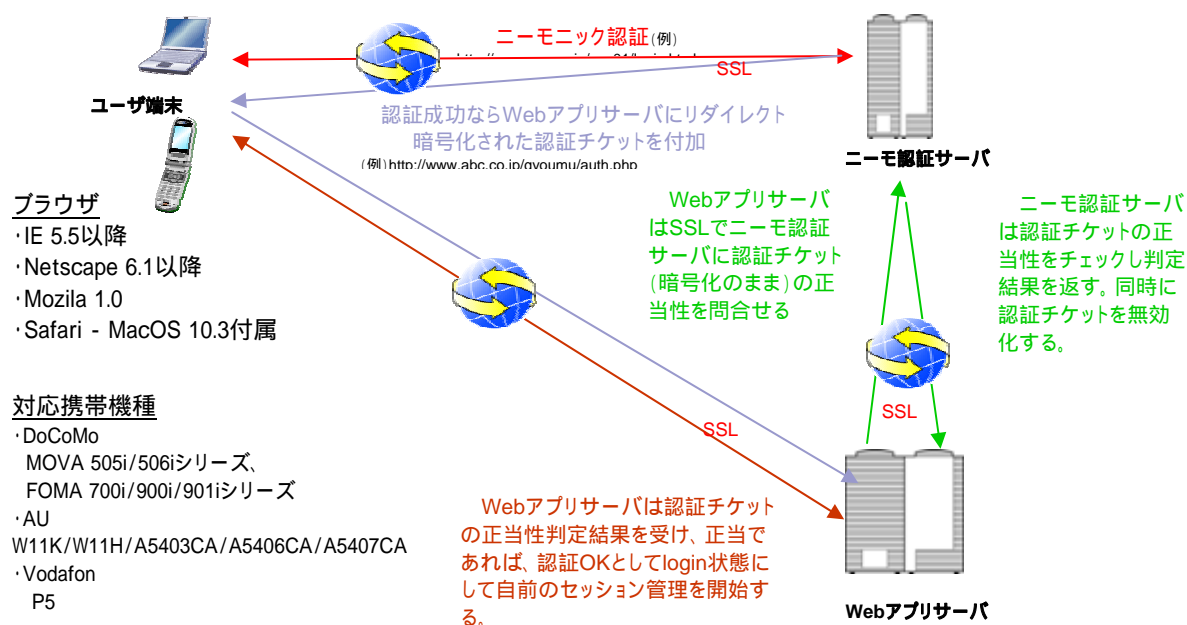 ニーモニック認証(例)
SSL
ユーザ端末
認証成功ならWebアプリサーバにリダイレクト
暗号化された認証チケットを付加
(例)http://www.abc.co.jp/gyoumu/auth.php
ニーモ認証サーバ
ブラウザ
・IE 5.5以降
・Netscape 6.1以降
・Mozila 1.0
・Safari - MacOS 10.3付属
Webアプリサーバ
はSSLでニーモ認証
サーバに認証チケット
(暗号化のまま)の正
当性を問合せる
ニーモ認証サーバ
は認証チケットの正
当性をチェックし判定
結果を返す。同時に
認証チケットを無効
化する。
対応携帯機種
・DoCoMo
MOVA 505i/506iシリーズ、
FOMA 700i/900i/901iシリーズ
・AU
W11K/W11H/A5403CA/A5406CA/A5407CA
・Vodafon
P5
SSL
SSL
Webアプリサーバは認証チケット
の正当性判定結果を受け、正当で
あれば、認証OKとしてlogin状態に
して自前のセッション管理を開始す
る。
Webアプリサーバ